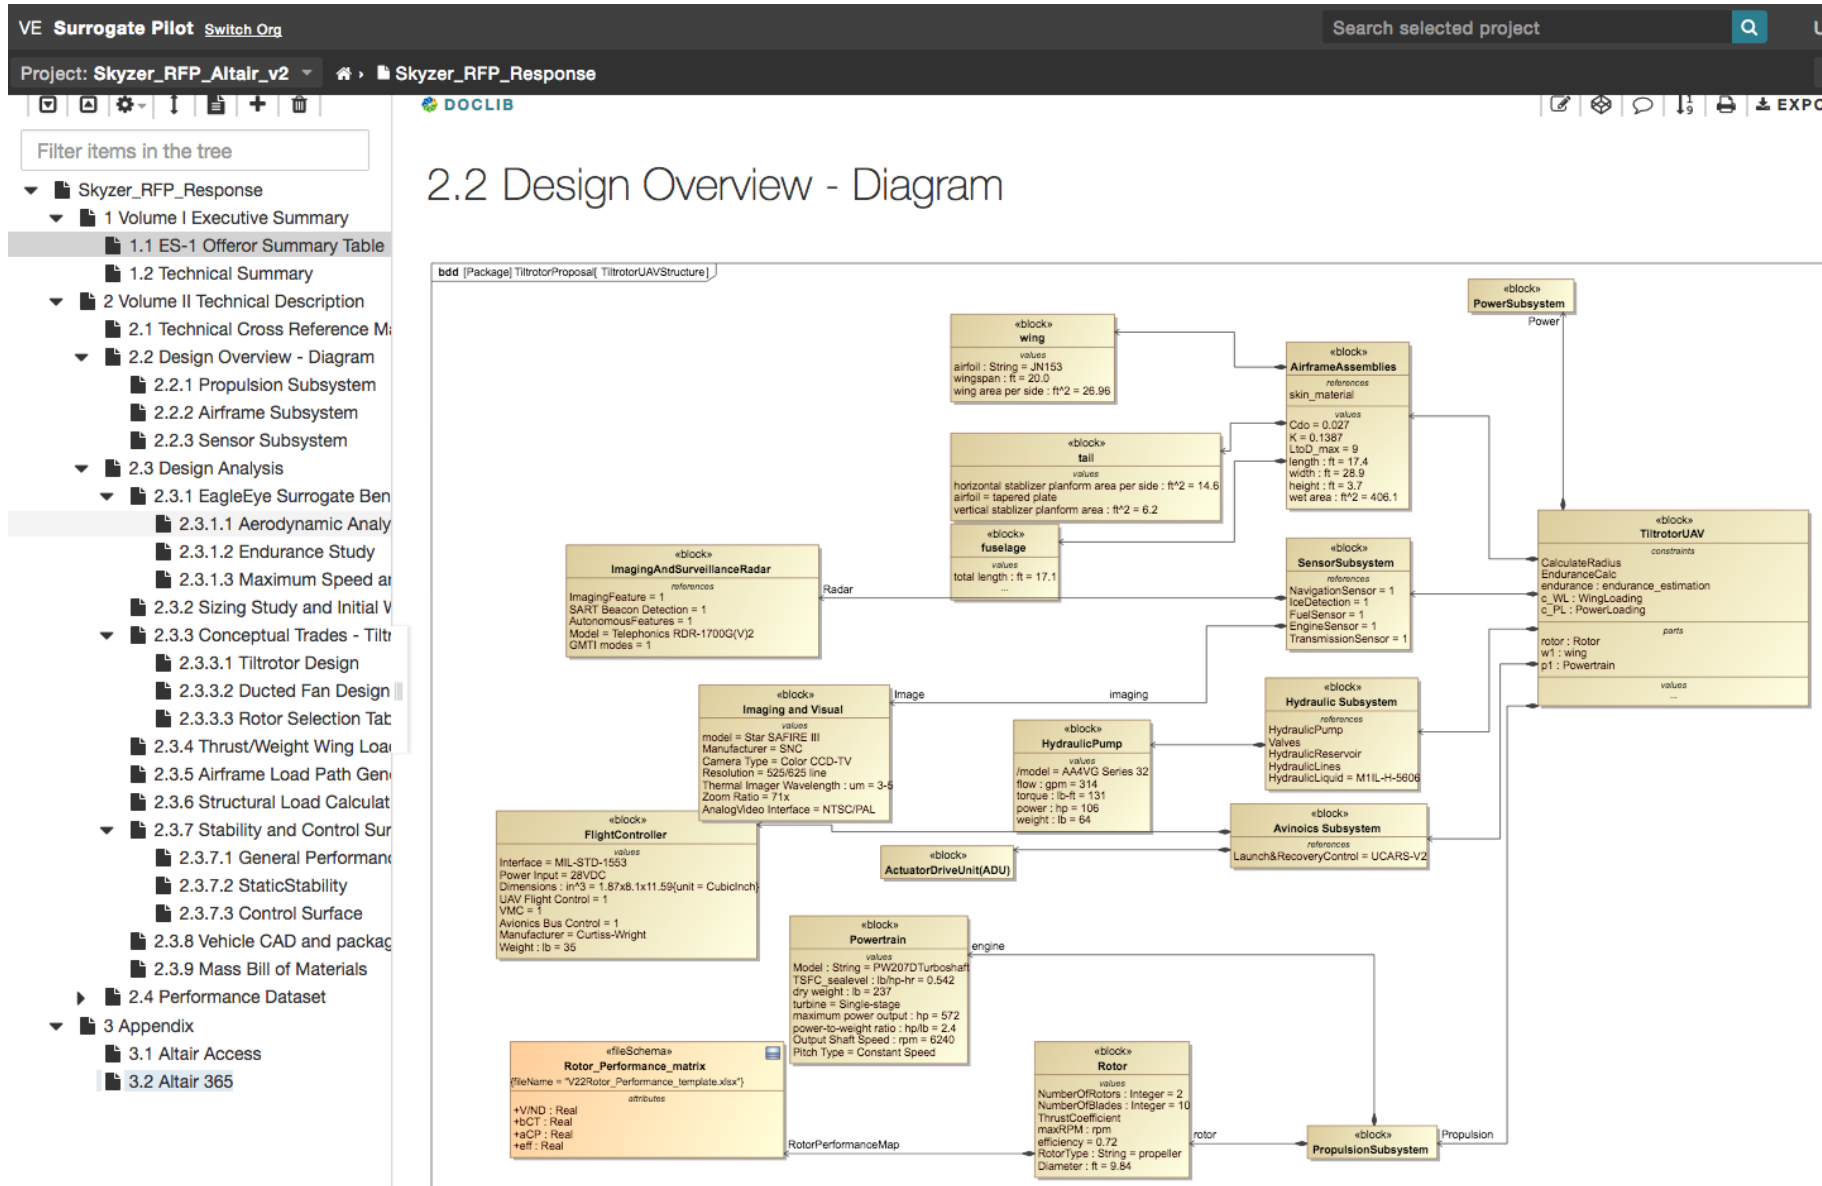 VE Surrogate Pilot Switch Org
Search selected project
Project: Skyzer_RFP_Altair_v2
Skyzer_RFP_Response
DOCLIB
EXPO
Filter items in the tree
Skyzer_RFP_Response
1 Volume I Executive Summary
1.1 ES-1 Offeror Summary Table
1.2 Technical Summary
2 Volume II Technical Description
2.1 Technical Cross Reference Ma
2.2 Design Overview - Diagram
2.2.1 Propulsion Subsystem
2.2.2 Airframe Subsystem
2.2.3 Sensor Subsystem
2.3 Design Analysis
2.3.1 EagleEye Surrogate Ben
2.3.1.1 Aerodynamic Analy
2.3.1.2 Endurance Study
2.3.1.3 Maximum Speed an
2.3.2 Sizing Study and Initial V
2.3.3 Conceptual Trades - Tiltr
2.3.3.1 Tiltrotor Design
2.3.3.2 Ducted Fan Design
2.3.3.3 Rotor Selection Tab
2.3.4 Thrust/Weight Wing Loa
2.3.5 Airframe Load Path Gen
2.3.6 Structural Load Calculat
2.3.7 Stability and Control Sur
2.3.7.1 General Performanc
2.3.7.2 StaticStability
2.3.7.3 Control Surface
2.3.8 Vehicle CAD and packag
2.3.9 Mass Bill of Materials
2.4 Performance Dataset
3 Appendix
3.1 Altair Access
3.2 Altair 365
2.2 Design Overview - Diagram
bdd [Package] TiltrotorProposal[ TiltrotorUAVStructure]
«block»
PowerSubsystem
Power
«block»
wing
values
airfoil : String = JN153
wingspan : ft = 20.0
wing area per side : ft^2 = 26.96
«block»
AirframeAssemblies
references
skin_material
values
Cdo = 0.027
K = 0.1387
LtoD_max = 9
length : ft = 17.4
width : ft = 28.9
height : ft = 3.7
wet area : ft^2 = 406.1
«block»
tail
values
horizontal stablizer planform area per side : ft^2 = 14.6
airfoil = tapered plate
vertical stablizer planform area : ft^2 = 6.2
«block»
fuselage
values
total length : ft = 17.1
...
«block»
TiltrotorUAV
constraints
CalculateRadius
EnduranceCalc
endurance : endurance_estimation
c_WL : WingLoading
c_PL : PowerLoading
parts
rotor : Rotor
w1 : wing
p1 : Powertrain
values
...
«block»
ImagingAndSurveillanceRadar
references
ImagingFeature = 1
SART Beacon Detection = 1
AutonomousFeatures = 1
Model = Telephonics RDR-1700G(V)2
GMTI modes = 1
Radar
«block»
SensorSubsystem
references
NavigationSensor = 1
IceDetection = 1
FuelSensor = 1
EngineSensor = 1
TransmissionSensor = 1
«block»
Imaging and Visual
values
model = Star SAFIRE III
Manufacturer = SNC
Camera Type = Color CCD-TV
Resolution = 525/625 line
Thermal Imager Wavelength : um = 3-5
Zoom Ratio = 71x
AnalogVideo Interface = NTSC/PAL
Image
imaging
«block»
Hydraulic Subsystem
references
HydraulicPump
Valves
HydraulicReservoir
HydraulicLines
HydraulicLiquid = M1IL-H-5606
«block»
HydraulicPump
values
/model = AA4VG Series 32
flow : gpm = 314
torque : lb-ft = 131
power : hp = 106
weight : lb = 64
«block»
FlightController
values
Interface = MIL-STD-1553
Power Input = 28VDC
Dimensions : in^3 = 1.87x8.1x11.59{unit = CubicInch}
UAV Flight Control = 1
VMC = 1
Avionics Bus Control = 1
Manufacturer = Curtiss-Wright
Weight : lb = 35
«block»
Avinoics Subsystem
references
Launch&RecoveryControl = UCARS-V2
«block»
ActuatorDriveUnit(ADU)
«block»
Powertrain
values
Model : String = PW207DTurboshaft
TSFC_sealevel : lb/hp-hr = 0.542
dry weight : lb = 237
turbine = Single-stage
maximum power output : hp = 572
power-to-weight ratio : hp/lb = 2.4
Output Shaft Speed : rpm = 6240
Pitch Type = Constant Speed
engine
«fileSchema»
Rotor_Performance_matrix
{fileName = "V22Rotor_Performance_template.xlsx"}
attributes
+V/ND : Real
+bCT : Real
+aCP : Real
+eff : Real
RotorPerformanceMap
«block»
Rotor
values
NumberOfRotors : Integer = 2
NumberOfBlades : Integer = 10
ThrustCoefficient
maxRPM : rpm
efficiency = 0.72
RotorType : String = propeller
Diameter : ft = 9.84
rotor
«block»
PropulsionSubsystem
Propulsion